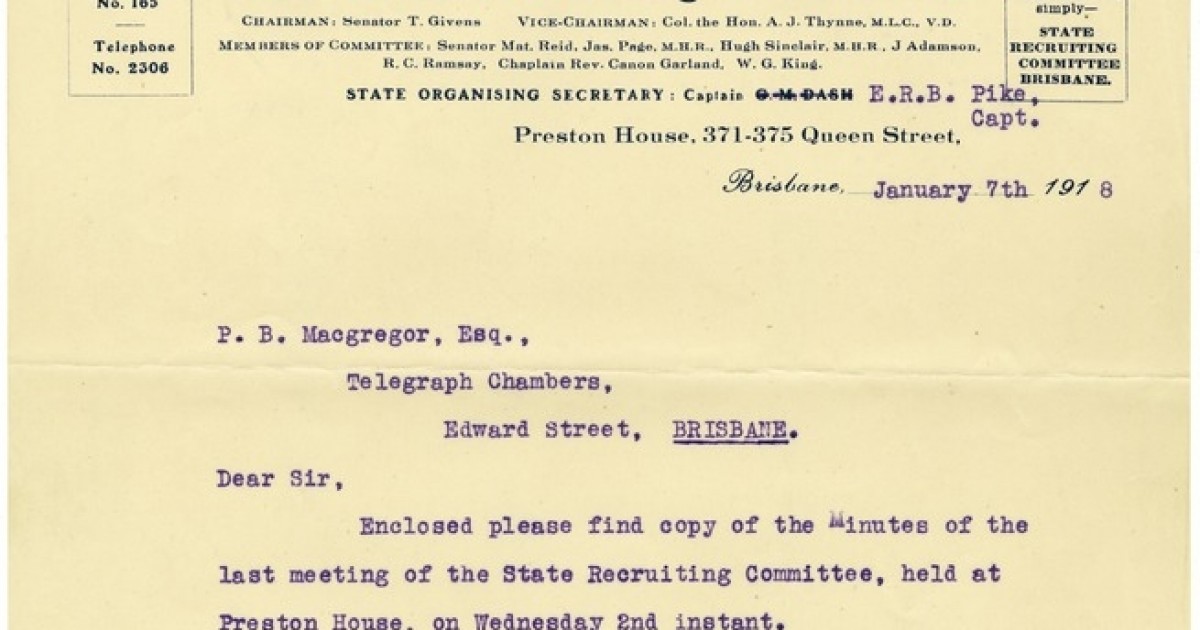 No. 165
Telephone
No. 2306
CHAIRMAN: Senator T. Givens VICE-CHAIRMAN: Col. the Hon. A. J. Thynne, M.L.C., V.D.
MEMBERS OF COMMITTEE: Senator Mat. Reid, Jas. Page, M.H.R., Hugh Sinclair, M.H.R, J Adamson,
R. C. Ramsay, Chaplain Rev. Canon Garland, W. G. King.
simply—
STATE
RECRUITING
COMMITTEE
BRISBANE.
STATE ORGANISING SECRETARY: Captain G. M. DASH E.R.B. Pike,
Capt.
Preston House, 371-375 Queen Street,
Brisbane, January 7th 1918
P. B. Macgregor, Esq.,
Telegraph Chambers,
Edward Street, BRISBANE.
Dear Sir,
Enclosed please find copy of the Minutes of the
last meeting of the State Recruiting Committee, held at
Preston House, on Wednesday 2nd instant.